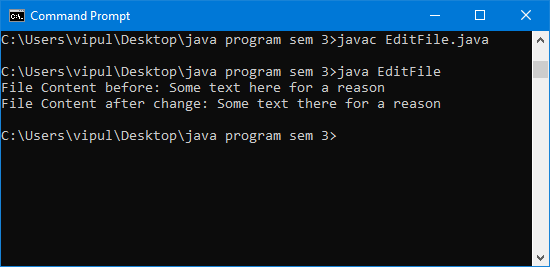 Command Prompt
C:\Users\vipul\Desktop\java program sem 3>javac EditFile.java
C:\Users\vipul\Desktop\java program sem 3>java EditFile
File Content before: Some text here for a reason
File Content after change: Some text there for a reason
C:\Users\vipul\Desktop\java program sem 3>